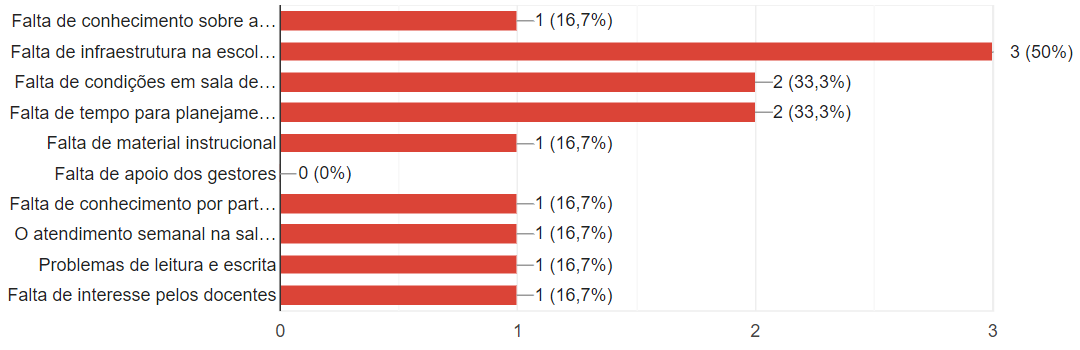 Falta de conhecimento sobre a… 1 (16,7%)
Falta de infraestrutura na escol… 3 (50%)
Falta de condições em sala de… 2 (33,3%)
Falta de tempo para planejame… 2 (33,3%)
Falta de material instrucional 1 (16,7%)
Falta de apoio dos gestores 0 (0%)
Falta de conhecimento por part… 1 (16,7%)
O atendimento semanal na sal… 1 (16,7%)
Problemas de leitura e escrita 1 (16,7%)
Falta de interesse pelos docentes 1 (16,7%)
0 1 2 3